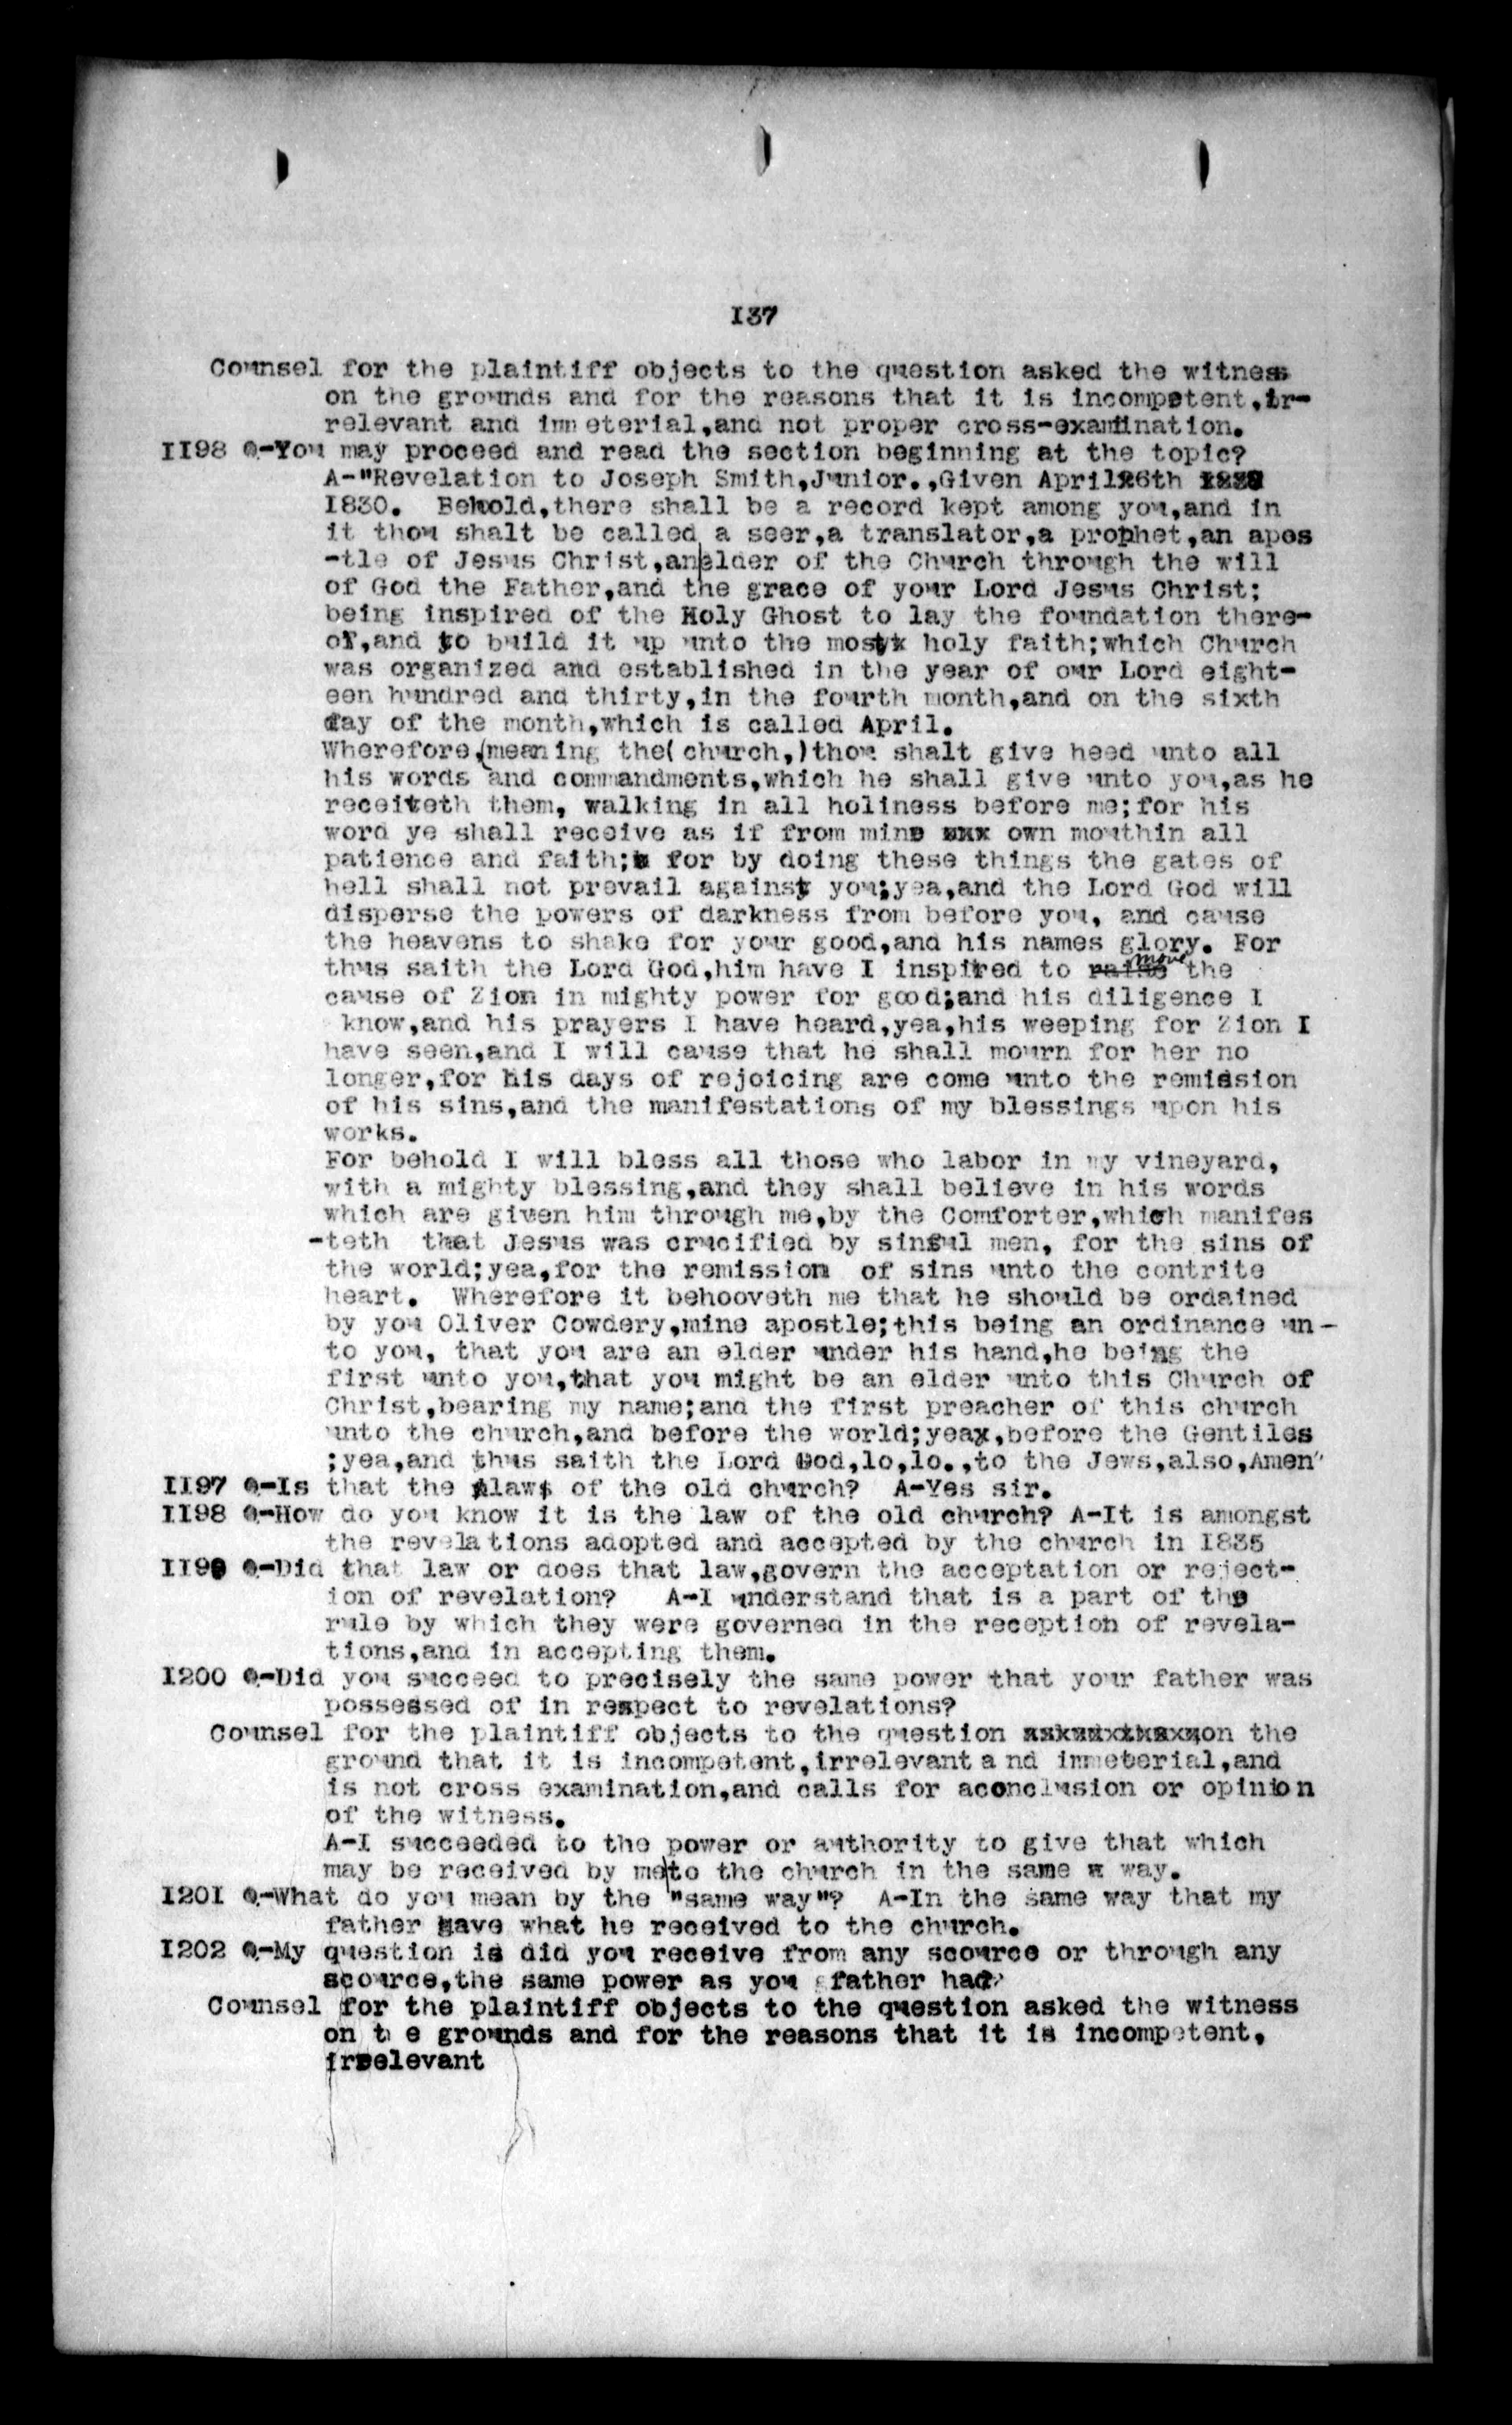 I37
Counsel for the plaintiff objects to the question asked the witness
on the grounds and for the reasons that it is incompetent,ir-
relevant and immeterial,and not proper cross-examination.
II98 Q-You may proceed and read the section beginning at the topic?
A-"Revelation to Joseph Smith,Junior.,Given April 26th
I830. Behold,there shall be a record kept among you,and in
it thou shalt be called a seer,a translator,a prophet,an apos
-tle of Jesus Christ,an|elder of the Church through the will
of God the Father,and the grace of your Lord Jesus Christ;
being inspired of the Holy Ghost to lay the foundation there-
of,and to build it up unto the most holy faith;which Church
was organized and established in the year of our Lord eight-
een hundred and thirty,in the fourth month,and on the sixth
day of the month,which is called April.
Wherefore,(meaning the( church,)thou shalt give heed unto all
his words and commandments,which he shall give unto you,as he
receiveth them, walking in all holiness before me;for his
word ye shall receive as if from mine xxx own mouthin all
patience and faith; for by doing these things the gates of
hell shall not prevail against you;yea,and the Lord God will
disperse the powers of darkness from before you, and cause
the heavens to shake for your good,and his names glory. For
thus saith the Lord God,him have I inspired to raise move the
cause of Zion in mighty power for good;and his diligence I
know,and his prayers I have heard,yea,his weeping for Zion I
have seen,and I will cause that he shall mourn for her no
longer,for his days of rejoicing are come unto the remission
of his sins,and the manifestations of my blessings upon his
works.
For behold I will bless all those who labor in my vineyard,
with a mighty blessing,and they shall believe in his words
which are given him through me,by the Comforter,which manifes
-teth that Jesus was crucified by sinful men, for the sins of
the world;yea,for the remission of sins unto the contrite
heart. Wherefore it behooveth me that he should be ordained
by you Oliver Cowdery,mine apostle;this being an ordinance un-
to you, that you are an elder under his hand,he being the
first unto you,that you might be an elder unto this Church of
Christ,bearing my name;and the first preacher of this church
unto the church,and before the world;yeax,before the Gentiles
;yea,and thus saith the Lord God,lo,lo.,to the Jews,also,Amen"
II97 Q-Is that the law of the old church? A-Yes sir.
II98 Q-How do you know it is the law of the old church? A-It is amongst
the revelations adopted and accepted by the church in I835
II99 Q-Did that law or does that law,govern the acceptation or reject-
ion of revelation? A-I understand that is a part of the
rule by which they were governed in the reception of revela-
tions,and in accepting them.
I200 Q-Did you succeed to precisely the same power that your father was
possessed of in respect to revelations?
Counsel for the plaintiff objects to the question on the
ground that it is incompetent,irrelevant a nd immeterial,and
is not cross examination,and calls for aconclusion or opinion
of the witness.
A-I succeeded to the power or authority to give that which
may be received by me|to the church in the same x way.
I20I Q-What do you mean by the "same way"? A-In the same way that my
father gave what he received to the church.
I202 Q-My question is did you receive from any scource or through any
scource,the same power as you father had?
Counsel for the plaintiff objects to the question asked the witness
on t e grounds and for the reasons that it is incompetent,
irrelevant